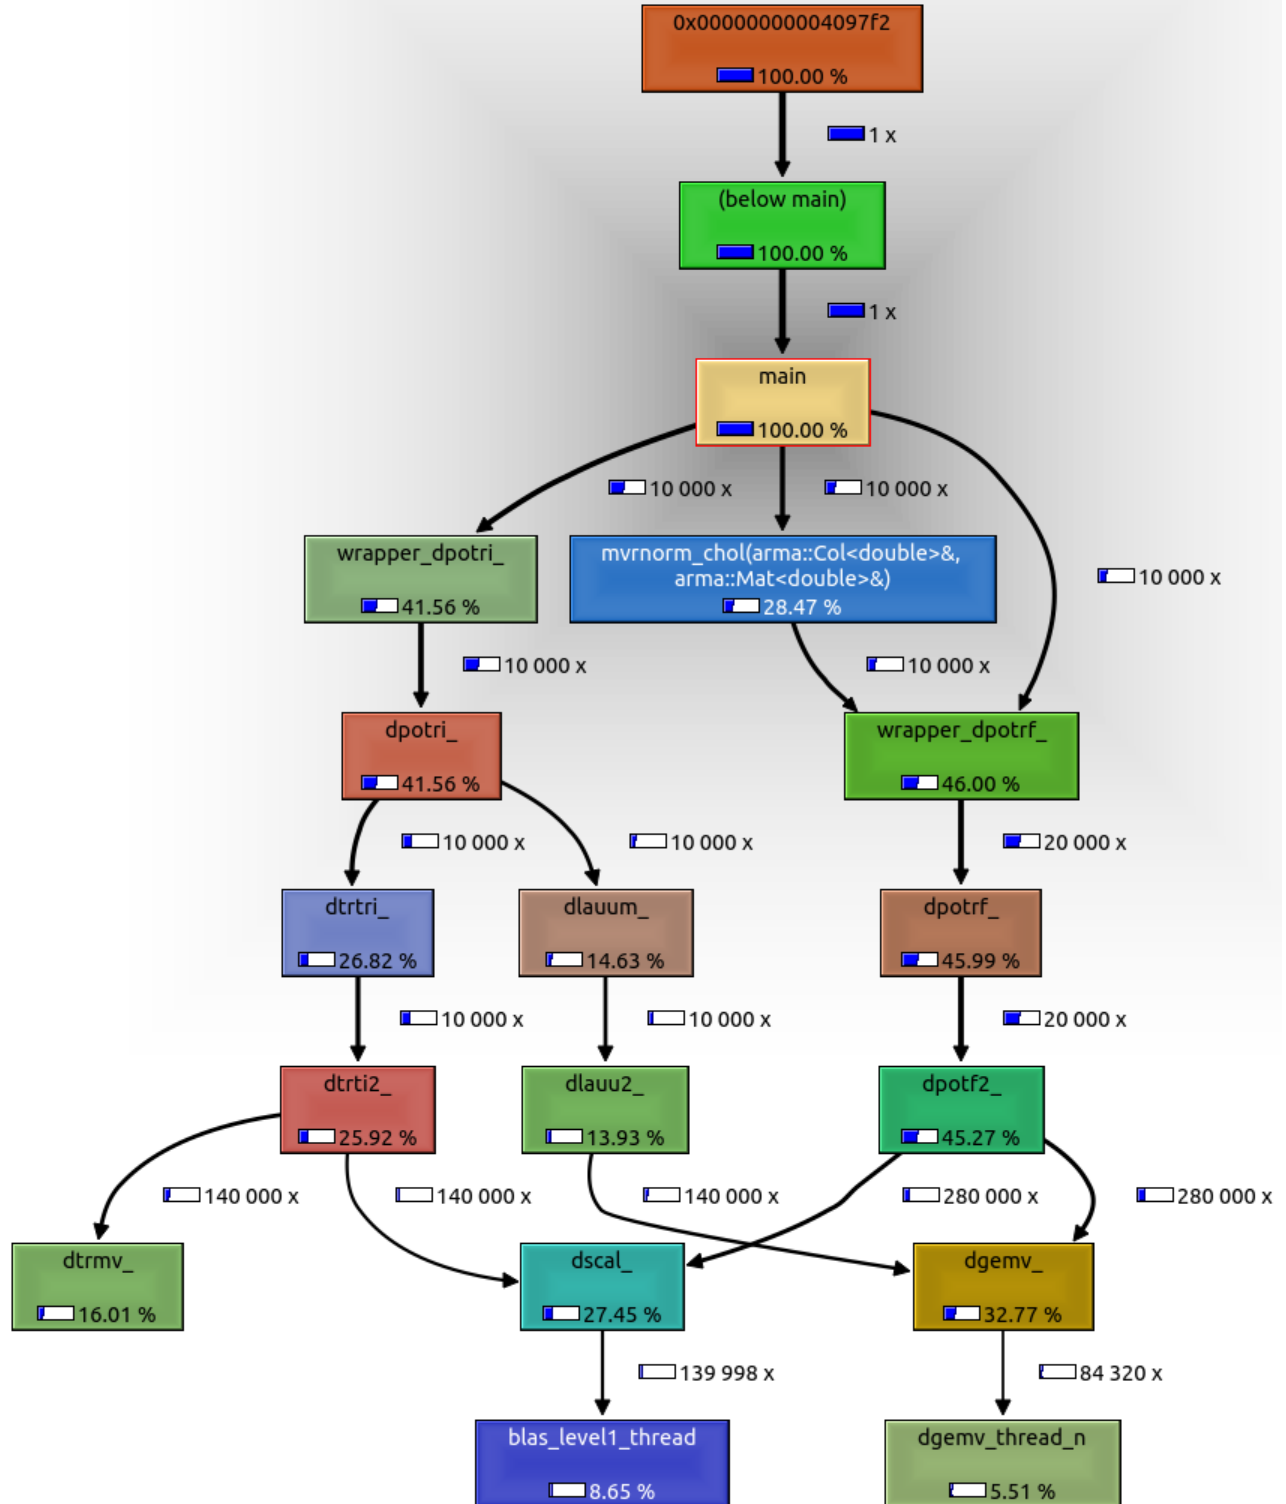 0x00000000004097f2
100.00 %
1 x
(below main)
100.00 %
1 x
main
100.00 %
10 000 x
10 000 x
wrapper_dpotri_
41.56 %
mvrnorm_chol(arma::Col<double>&,
arma::Mat<double>&)
28.47 %
10 000 x
10 000 x
10 000 x
dpotri_
41.56 %
wrapper_dpotrf_
46.00 %
10 000 x
10 000 x
20 000 x
dtrtri_
26.82 %
dlauum_
14.63 %
dpotrf_
45.99 %
10 000 x
10 000 x
20 000 x
dtrti2_
25.92 %
dlauu2_
13.93 %
dpotf2_
45.27 %
140 000 x
140 000 x
140 000 x
280 000 x
280 000 x
dtrmv_
16.01 %
dscal_
27.45 %
dgemv_
32.77 %
139 998 x
84 320 x
blas_level1_thread
8.65 %
dgemv_thread_n
5.51 %